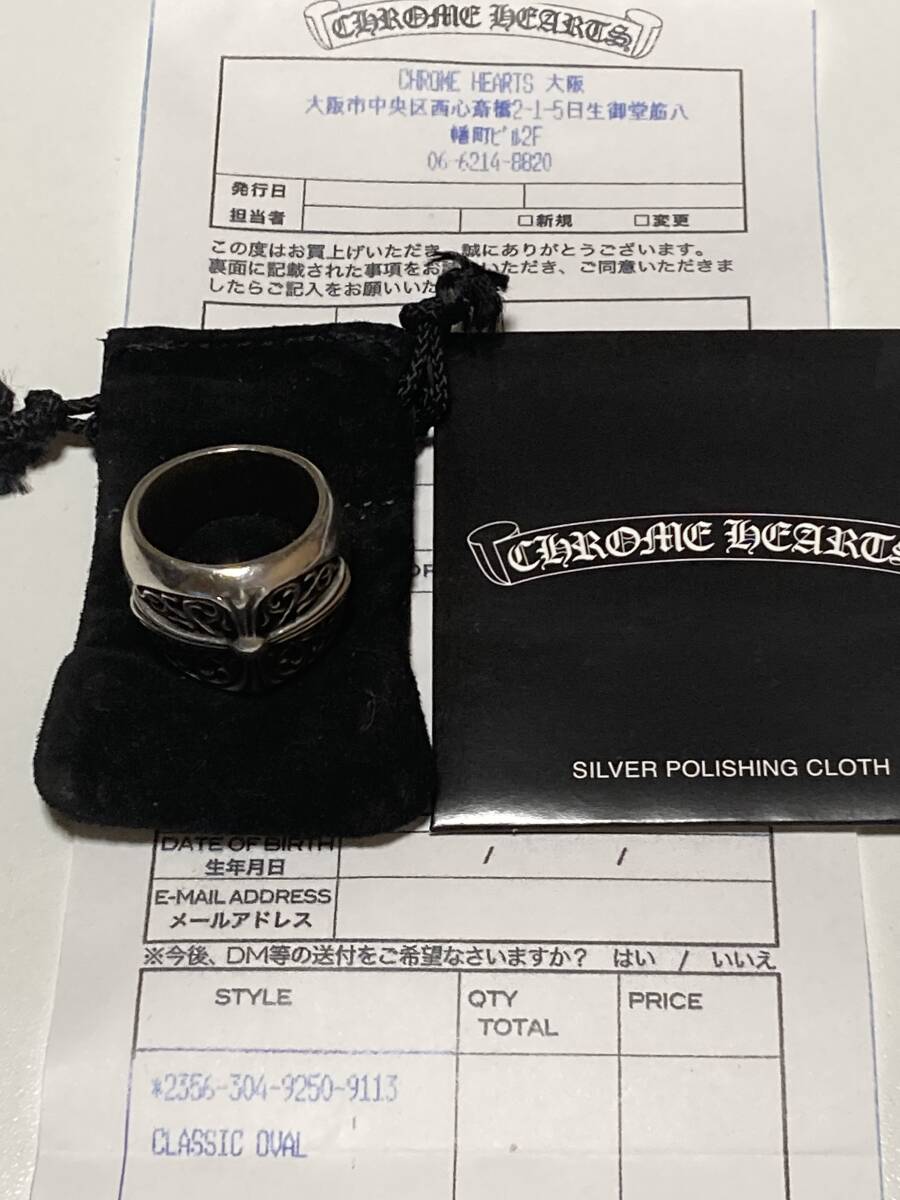 CHROME HEARTS
CHROME HEARTS 大阪
大阪市中央区西心斎橋2-1-5日生御堂筋八
幡町ビル2F
06-6214-8820
発行日
担当者 □新規 □変更
この度はお買上げいただき、誠にありがとうございます。
裏面に記載された事項をお いただき、ご同意いただきま
したらご記入をお願いいた
CHROME HEARTS
SILVER POLISHING CLOTH
DATE OF BIRTH
生年月日 / /
E-MAIL ADDRESS
メールアドレス
※今後、DM等の送付をご希望なさいますか? はい / いいえ
STYLE QTY PRICE
TOTAL
*2356-304-9250-9113
CLASSIC OVAL